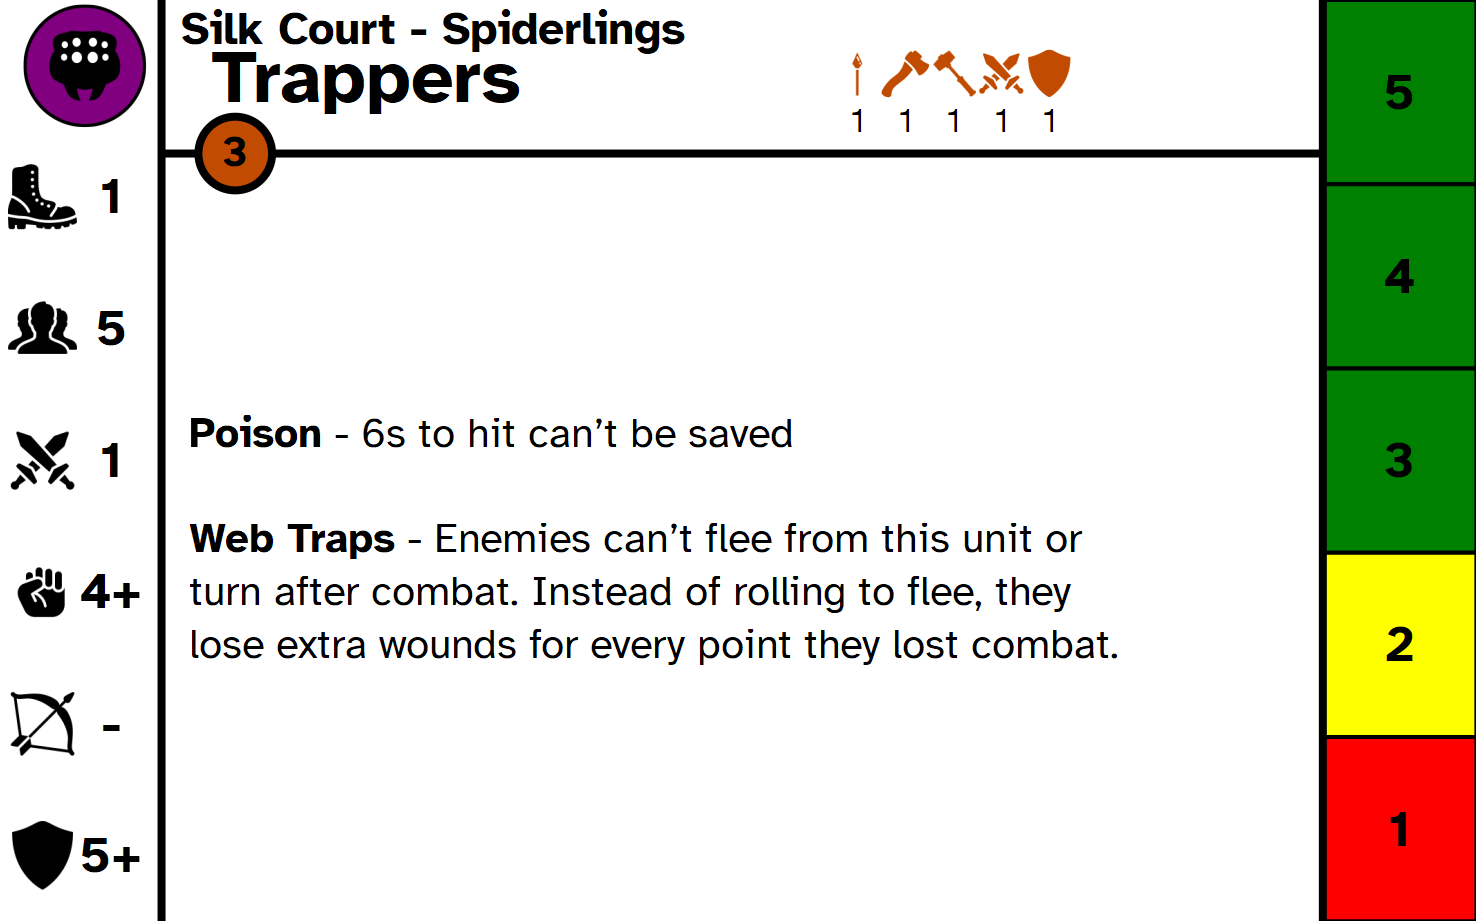 Silk Court - Spiderlings
Trappers
1 1 1 1 1
3
1
5
1
4+
-
5+
Poison - 6s to hit can’t be saved
Web Traps - Enemies can’t flee from this unit or
turn after combat. Instead of rolling to flee, they
lose extra wounds for every point they lost combat.
5
4
3
2
1